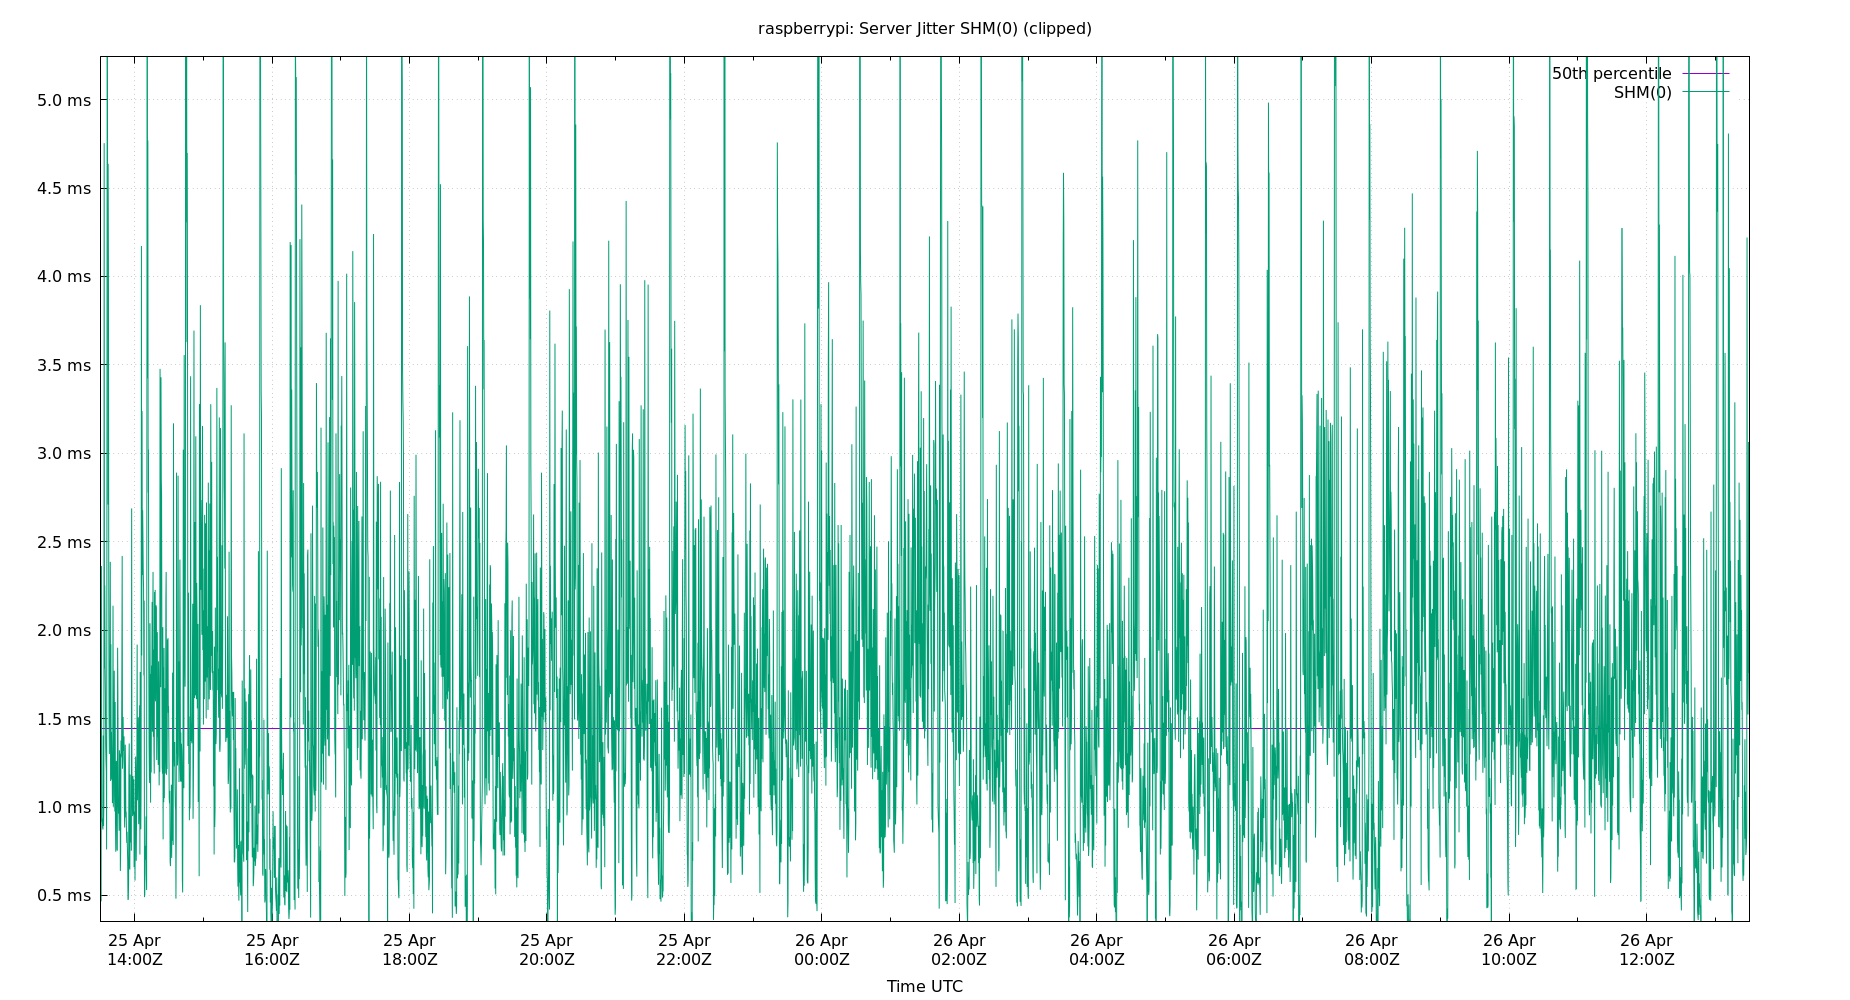 raspberrypi: Server Jitter SHM(0) (clipped)
50th percentile
SHM(0)
5.0 ms
4.5 ms
4.0 ms
3.5 ms
3.0 ms
2.5 ms
2.0 ms
1.5 ms
1.0 ms
0.5 ms
25 Apr 25 Apr 25 Apr 25 Apr 25 Apr 26 Apr 26 Apr 26 Apr 26 Apr 26 Apr 26 Apr 26 Apr
14:00Z 16:00Z 18:00Z 20:00Z 22:00Z 00:00Z 02:00Z 04:00Z 06:00Z 08:00Z 10:00Z 12:00Z
Time UTC